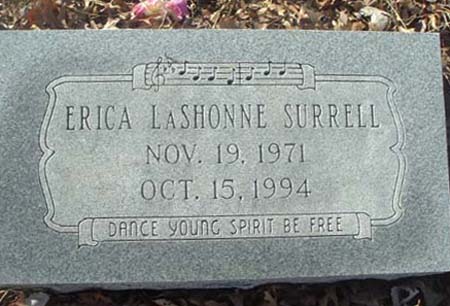 ERICA LASHONNE SURRELL
NOV. 19, 1971
OCT. 15, 1994
DANCE YOUNG SPIRIT BE FREE